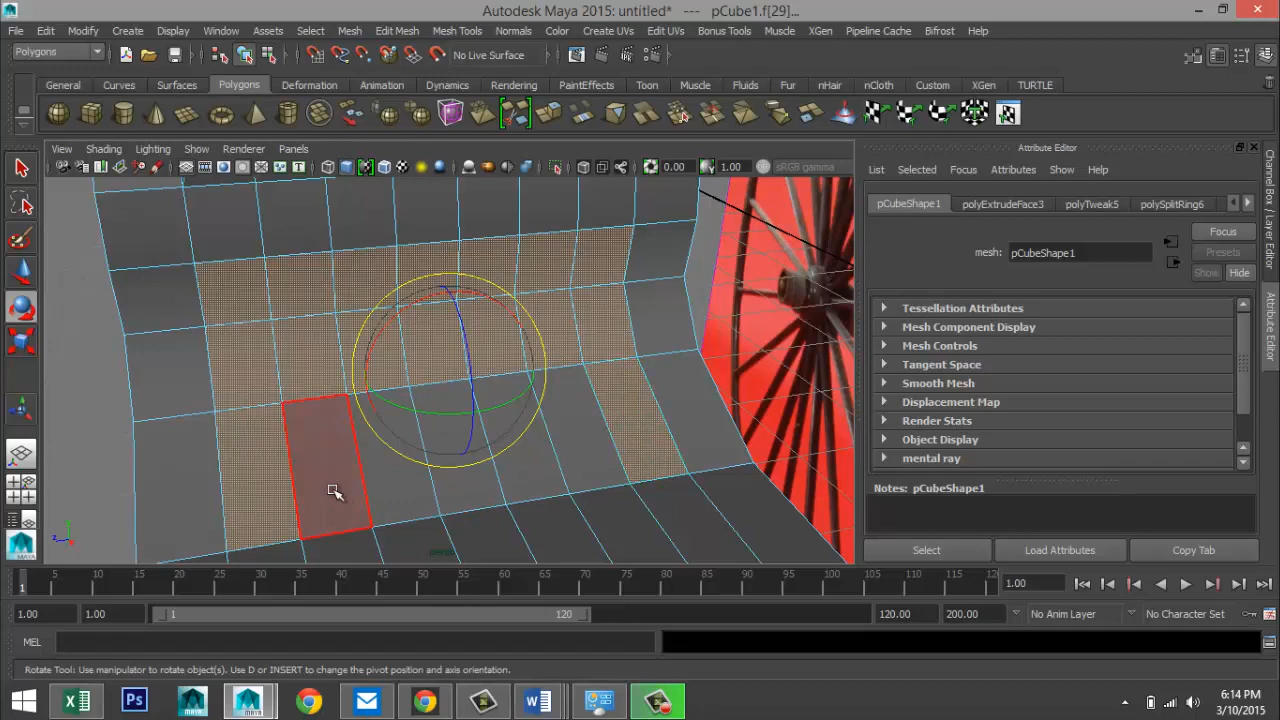 Autodesk Maya 2015: untitled* --- pCube1.f[29]...
File Edit Modify Create Display Window Assets Select Mesh Edit Mesh Mesh Tools Normals Color Create UVs Edit UVs Bonus Tools Muscle XGen Pipeline Cache Bifrost Help
Polygons No Live Surface
General Curves Surfaces Polygons Deformation Animation Dynamics Rendering PaintEffects Toon Muscle Fluids Fur nHair nCloth Custom XGen TURTLE
View Shading Lighting Show Renderer Panels
0.00 1.00 sRGB gamma
Attribute Editor
List Selected Focus Attributes Show Help
pCubeShape1 polyExtrudeFace3 polyTweak5 polySplitRing6
Focus
Presets
mesh: pCubeShape1
Show Hide
Tessellation Attributes
Mesh Component Display
Mesh Controls
Tangent Space
Smooth Mesh
Displacement Map
Render Stats
Object Display
mental ray
Notes: pCubeShape1
Select Load Attributes Copy Tab
Channel Box / Layer Editor
Attribute Editor
persp
y
z
MAYA
1 5 10 15 20 25 30 35 40 45 50 55 60 65 70 75 80 85 90 95 100 105 110 115 120 1.00
1.00 1.00 1 120 120.00 200.00 No Anim Layer No Character Set
MEL
Rotate Tool: Use manipulator to rotate object(s). Use D or INSERT to change the pivot position and axis orientation.
6:14 PM
3/10/2015